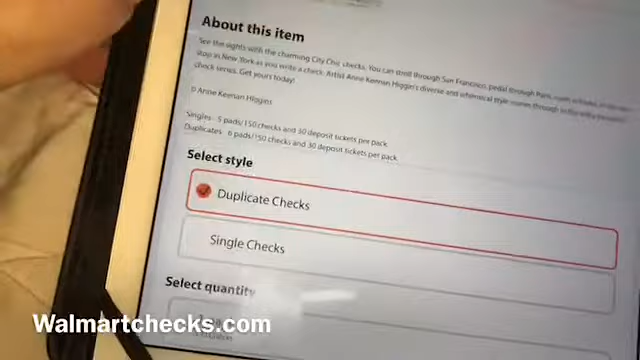 About this item
See the sights with the charming City Chic checks. You can stroll through San Francisco, pedal through Paris,
stop in New York as you write a check. Artist Anne Keenan Higgin's diverse and whimsical style
check series. Get yours today!
© Anne Keenan Higgins
Singles - 5 pads/150 checks and 30 deposit tickets per pack.
Duplicates - 6 pads/150 checks and 30 deposit tickets per pack.
Select style
Duplicate Checks
Single Checks
Select quantity
Walmartchecks.com